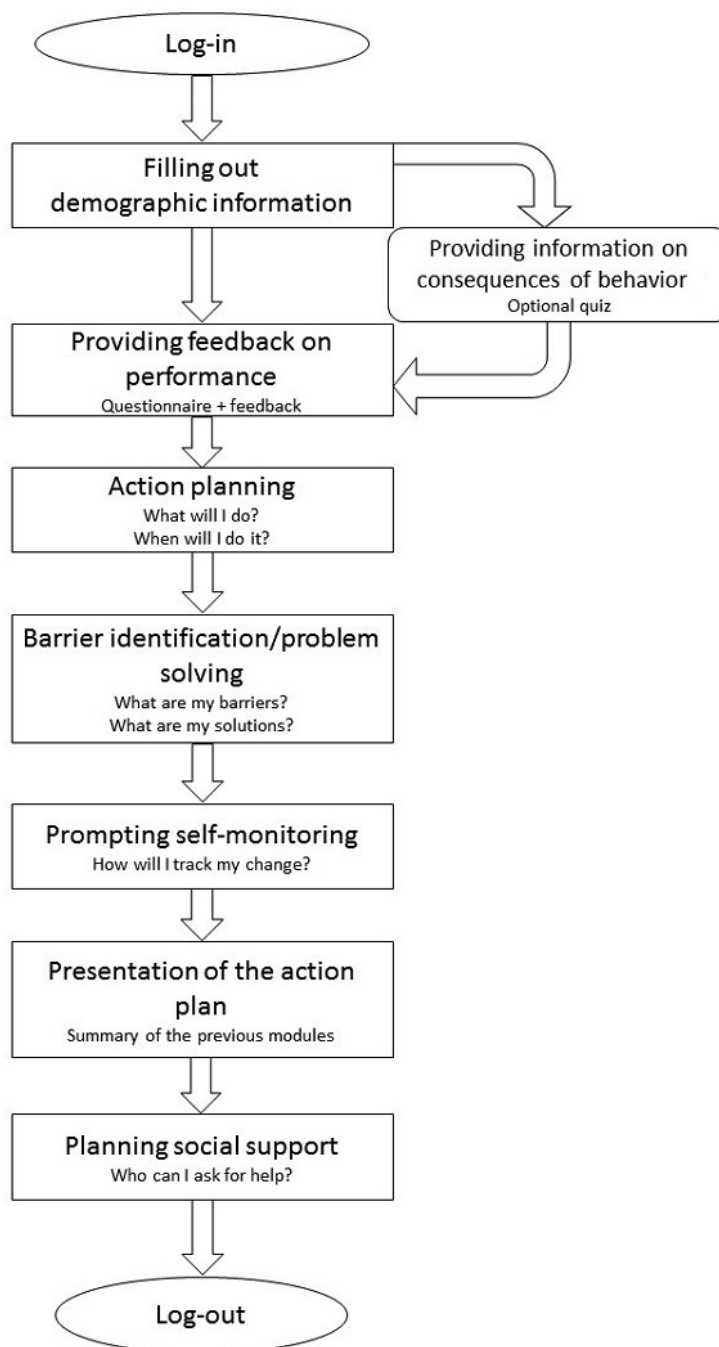 Log-in
Filling out
demographic information
Providing information on
consequences of behavior
Optional quiz
Providing feedback on
performance
Questionnaire + feedback
Action planning
What will I do?
When will I do it?
Barrier identification/problem
solving
What are my barriers?
What are my solutions?
Prompting self-monitoring
How will I track my change?
Presentation of the action
plan
Summary of the previous modules
Planning social support
Who can I ask for help?
Log-out